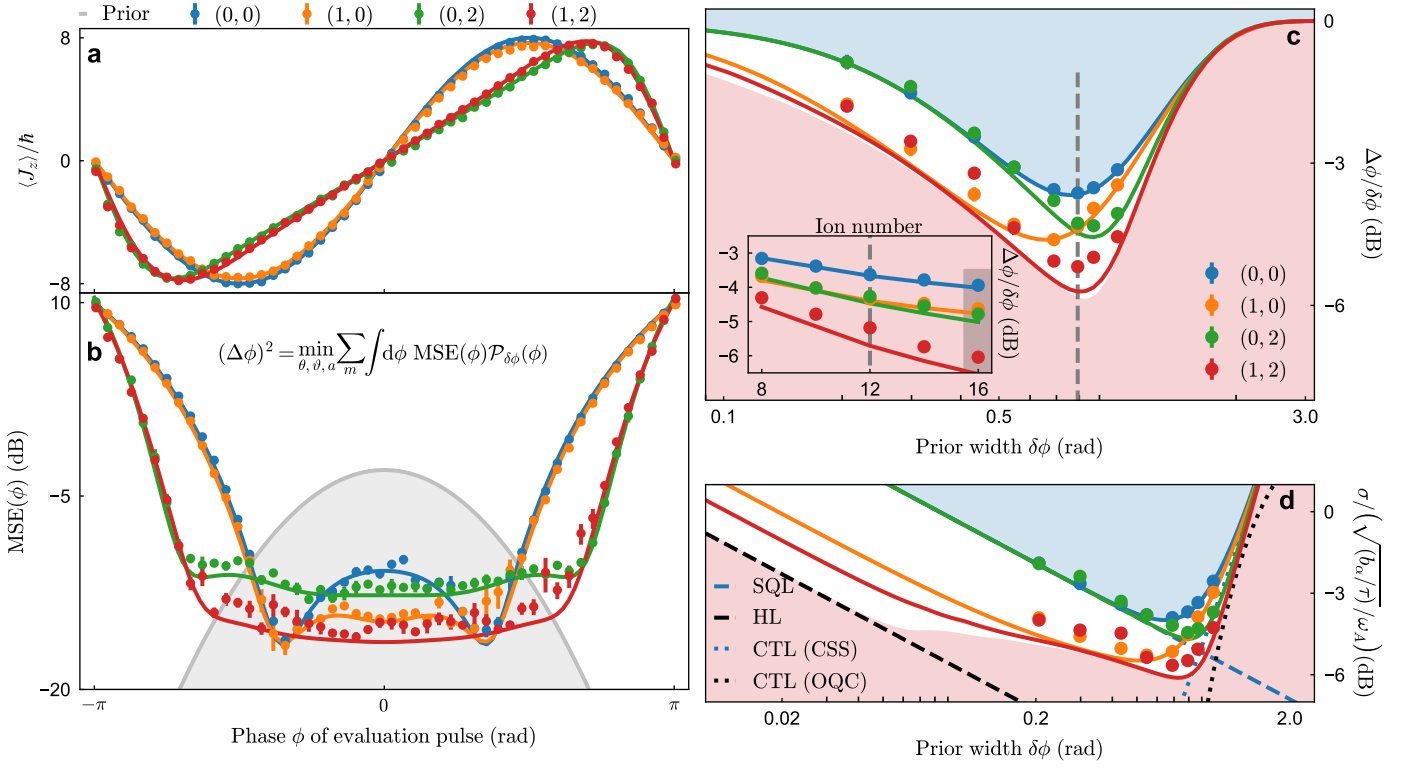 Prior (0, 0) (1, 0) (0, 2) (1, 2)
a
8
0
−8
⟨J_z⟩/ħ
b
10
−5
−20
MSE(ϕ) (dB)
(Δϕ)² = min_{θ, ϑ, a} ∑_m ∫dϕ MSE(ϕ)𝒫_{δϕ}(ϕ)
−π 0 π
Phase ϕ of evaluation pulse (rad)
c
0
−3
−6
Δϕ/δϕ (dB)
Ion number
−3
−4
−5
−6
Δϕ/δϕ (dB)
8 12 16
(0, 0)
(1, 0)
(0, 2)
(1, 2)
0.1 0.5 3.0
Prior width δϕ (rad)
d
0
−3
−6
σ/(√(b_α/τ)/ω_A)(dB)
SQL
HL
CTL (CSS)
CTL (OQC)
0.02 0.2 2.0
Prior width δϕ (rad)